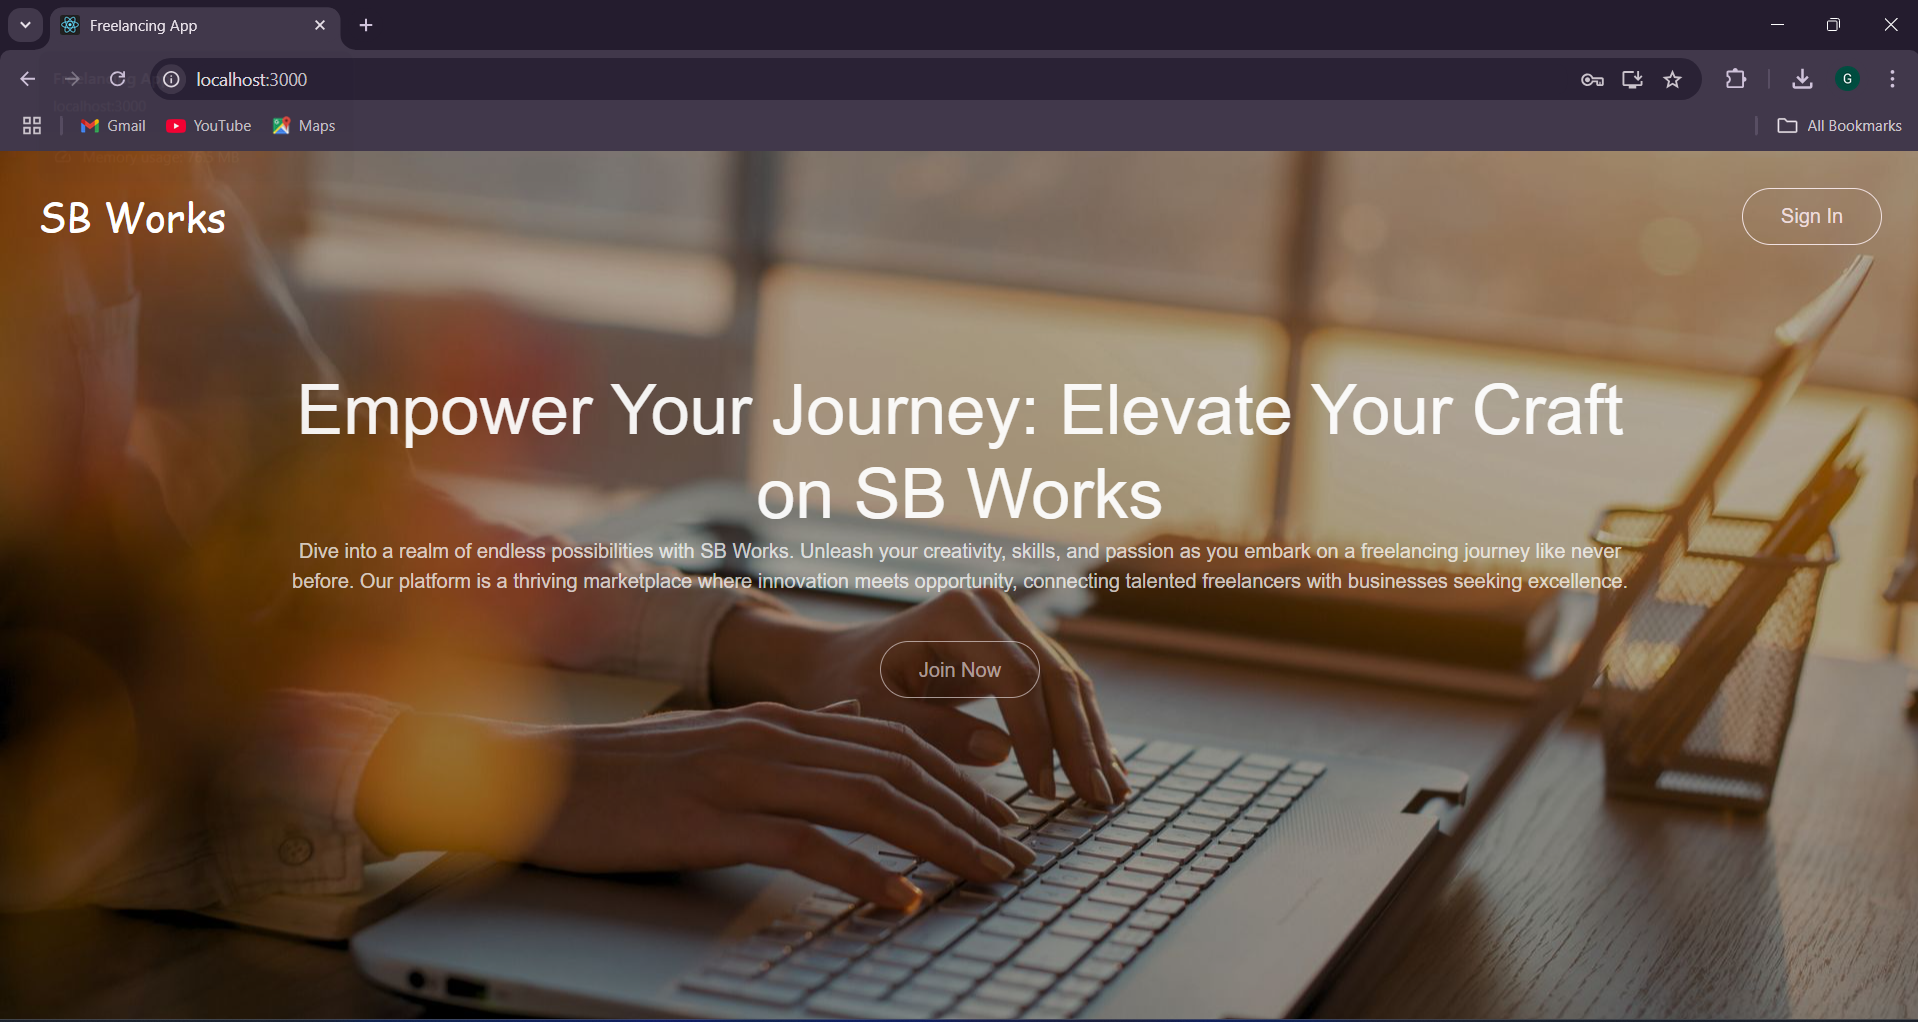 Freelancing App
localhost:3000
Gmail
YouTube
Maps
All Bookmarks
G
SB Works
Sign In
Empower Your Journey: Elevate Your Craft
on SB Works
Dive into a realm of endless possibilities with SB Works. Unleash your creativity, skills, and passion as you embark on a freelancing journey like never
before. Our platform is a thriving marketplace where innovation meets opportunity, connecting talented freelancers with businesses seeking excellence.
Join Now